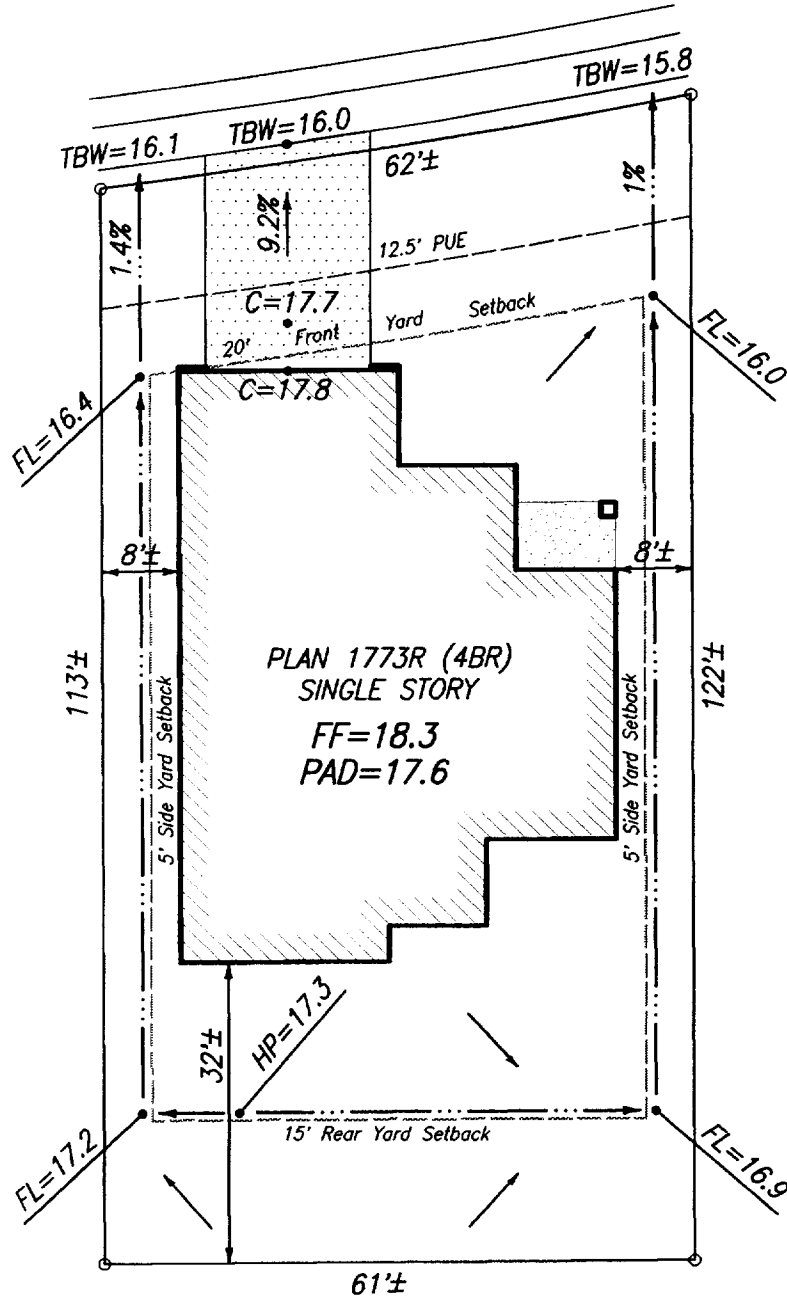 TBW=15.8
TBW=16.0
TBW=16.1
62'±
1%
1.4%
9.2%
12.5' PUE
C=17.7
20' Front Yard Setback
FL=16.0
C=17.8
FL=16.4
8'±
8'±
PLAN 1773R (4BR)
SINGLE STORY
FF=18.3
PAD=17.6
113'±
122'±
5' Side Yard Setback
5' Side Yard Setback
HP=17.3
32'±
15' Rear Yard Setback
FL=17.2
FL=16.9
61'±